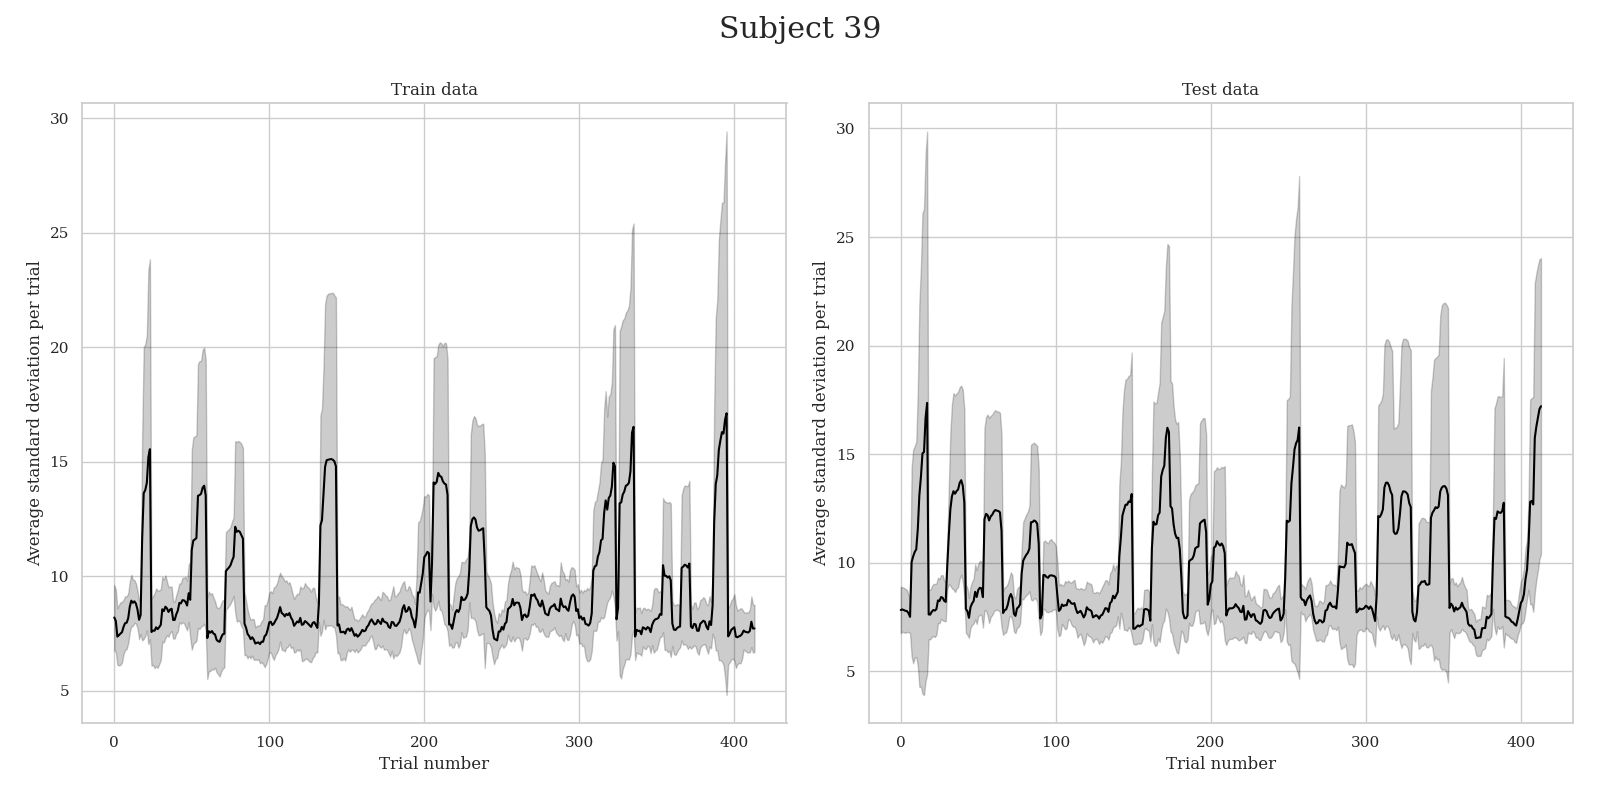 Subject 39
Train data
Average standard deviation per trial
30
25
20
15
10
5
0 100 200 300 400
Trial number
Test data
Average standard deviation per trial
30
25
20
15
10
5
0 100 200 300 400
Trial number